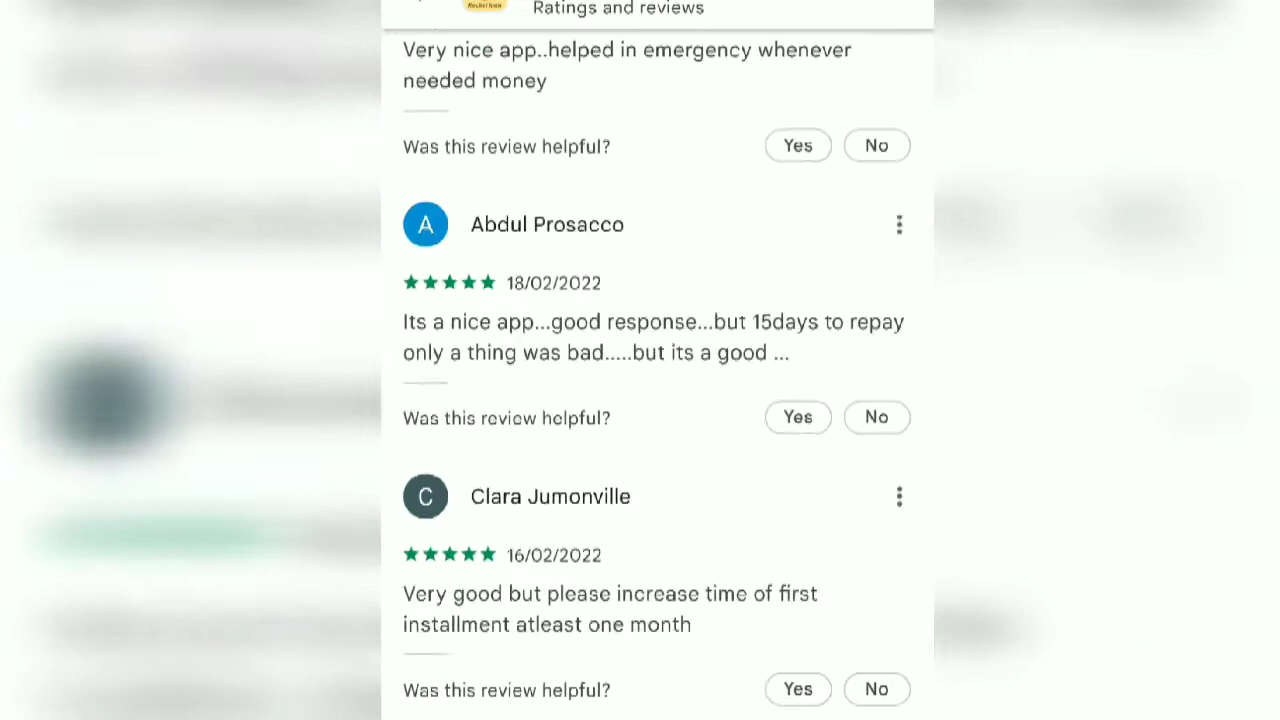 Ratings and reviews
Very nice app..helped in emergency whenever
needed money
Was this review helpful?
Yes
No
A
Abdul Prosacco
18/02/2022
Its a nice app...good response...but 15days to repay
only a thing was bad.....but its a good ...
Was this review helpful?
Yes
No
C
Clara Jumonville
16/02/2022
Very good but please increase time of first
installment atleast one month
Was this review helpful?
Yes
No